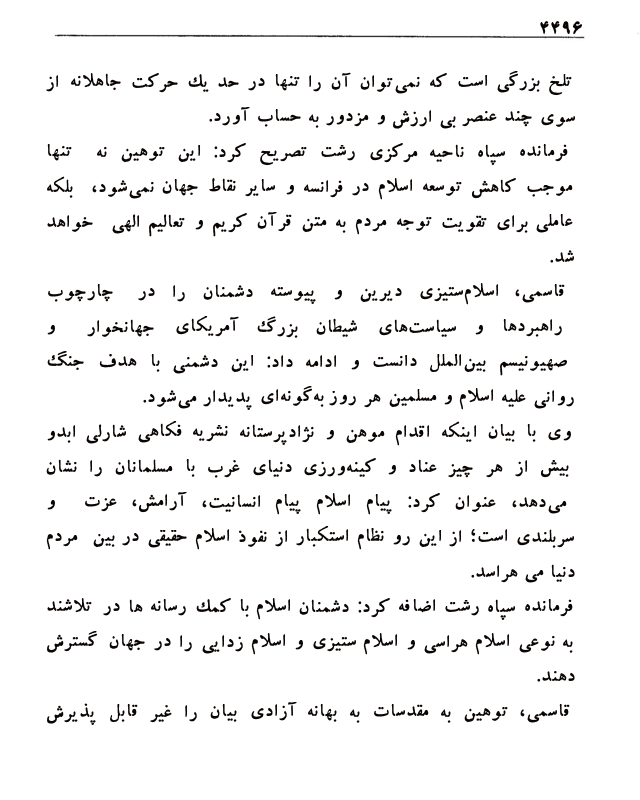 ۴۴۹۶
تلخ بزرگی است که نمی‌توان آن را تنها در حد یك حرکت جاهلانه از
سوی چند عنصر بی ارزش و مزدور به حساب آورد.
فرمانده سپاه ناحیه مرکزی رشت تصریح کرد: این توهین نه تنها
موجب کاهش توسعه اسلام در فرانسه و سایر نقاط جهان نمی‌شود، بلکه
عاملی برای تقویت توجه مردم به متن قرآن کریم و تعالیم الهی خواهد
شد.
قاسمی، اسلام‌ستیزی دیرین و پیوسته دشمنان را در چارچوب
راهبردها و سیاست‌های شیطان بزرگ آمریکای جهانخوار و
صهیونیسم بین‌الملل دانست و ادامه داد: این دشمنی با هدف جنگ
روانی علیه اسلام و مسلمین هر روز به‌گونه‌ای پدیدار می‌شود.
وی با بیان اینکه اقدام موهن و نژادپرستانه نشریه فکاهی شارلی ابدو
بیش از هر چیز عناد و کینه‌ورزی دنیای غرب با مسلمانان را نشان
می‌دهد، عنوان کرد: پیام اسلام پیام انسانیت، آرامش، عزت و
سربلندی است؛ از این رو نظام استکبار از نفوذ اسلام حقیقی در بین مردم
دنیا می هراسد.
فرمانده سپاه رشت اضافه کرد: دشمنان اسلام با کمك رسانه ها در تلاشند
به نوعی اسلام هراسی و اسلام ستیزی و اسلام زدایی را در جهان گسترش
دهند.
قاسمی، توهین به مقدسات به بهانه آزادی بیان را غیر قابل پذیرش